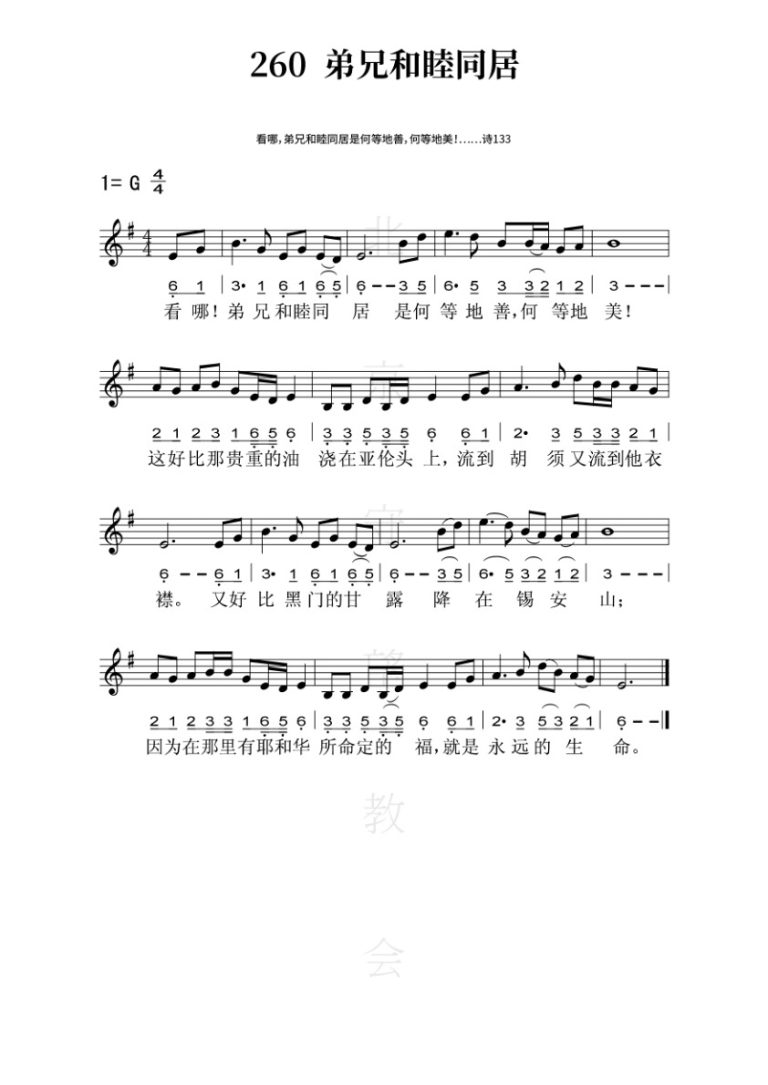 260 弟兄和睦同居
看哪，弟兄和睦同居是何等地善，何等地美！……诗133
1= G 4/4
6 1 | 3· 1 6 1 6 5 | 6 - - 3 5 | 6· 5 3 3 2 1 2 | 3 - - - |
看哪！弟兄和睦同 居 是何等地善，何等地美！
2 1 2 3 1 6 5 6 | 3 3 5 3 5 6 6 1 | 2· 3 5 3 3 2 1
这好比那贵重的油 浇在亚伦头上，流到 胡 须又流到他衣
6 - - 6 1 | 3· 1 6 1 6 5 | 6 - - 3 5 | 6· 5 3 2 1 2 | 3 - - - |
襟。又好比黑门的甘 露 降在锡安山；
2 1 2 3 3 1 6 5 6 | 3 3 5 3 5 6 6 1 | 2· 3 5 3 2 1 | 6 - - ||
因为在那里有耶和华 所命定的 福，就是永远的生 命。
教
会